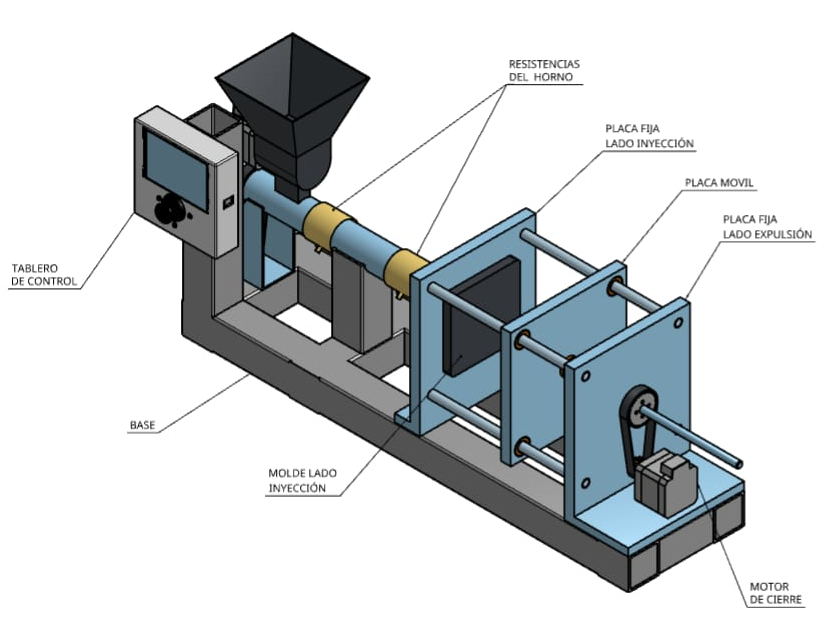 RESISTENCIAS
DEL HORNO
PLACA FIJA
LADO INYECCIÓN
PLACA MOVIL
PLACA FIJA
LADO EXPULSIÓN
TABLERO
DE CONTROL
BASE
MOLDE LADO
INYECCIÓN
MOTOR
DE CIERRE